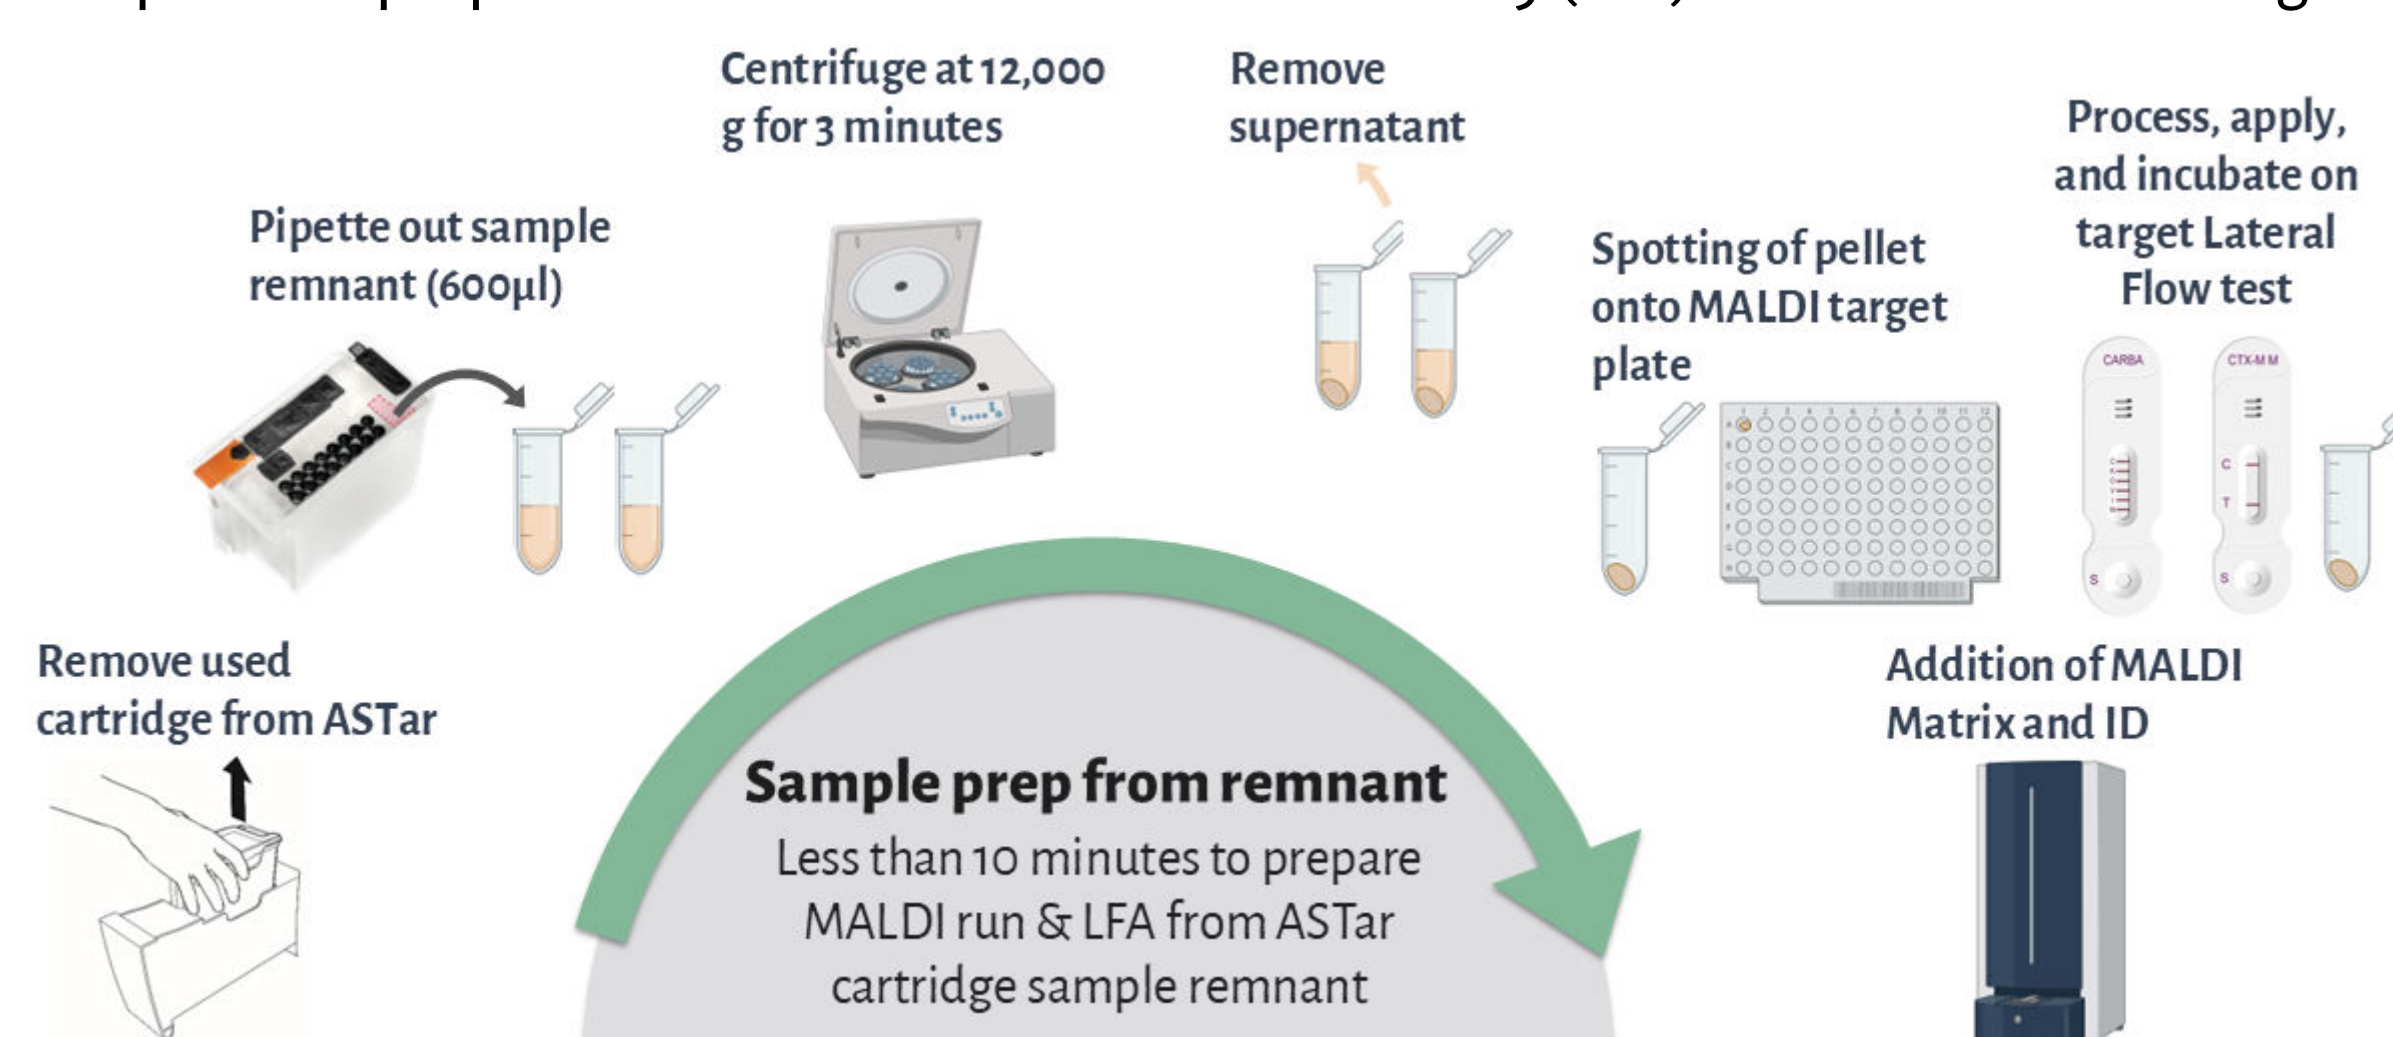 Remove used
cartridge from ASTar
Pipette out sample
remnant (600µl)
Centrifuge at 12,000
g for 3 minutes
Remove
supernatant
Spotting of pellet
onto MALDI target
plate
Process, apply,
and incubate on
target Lateral
Flow test
CARBA
S
CTX-M M
C
T
S
Addition of MALDI
Matrix and ID
Sample prep from remnant
Less than 10 minutes to prepare
MALDI run & LFA from ASTar
cartridge sample remnant